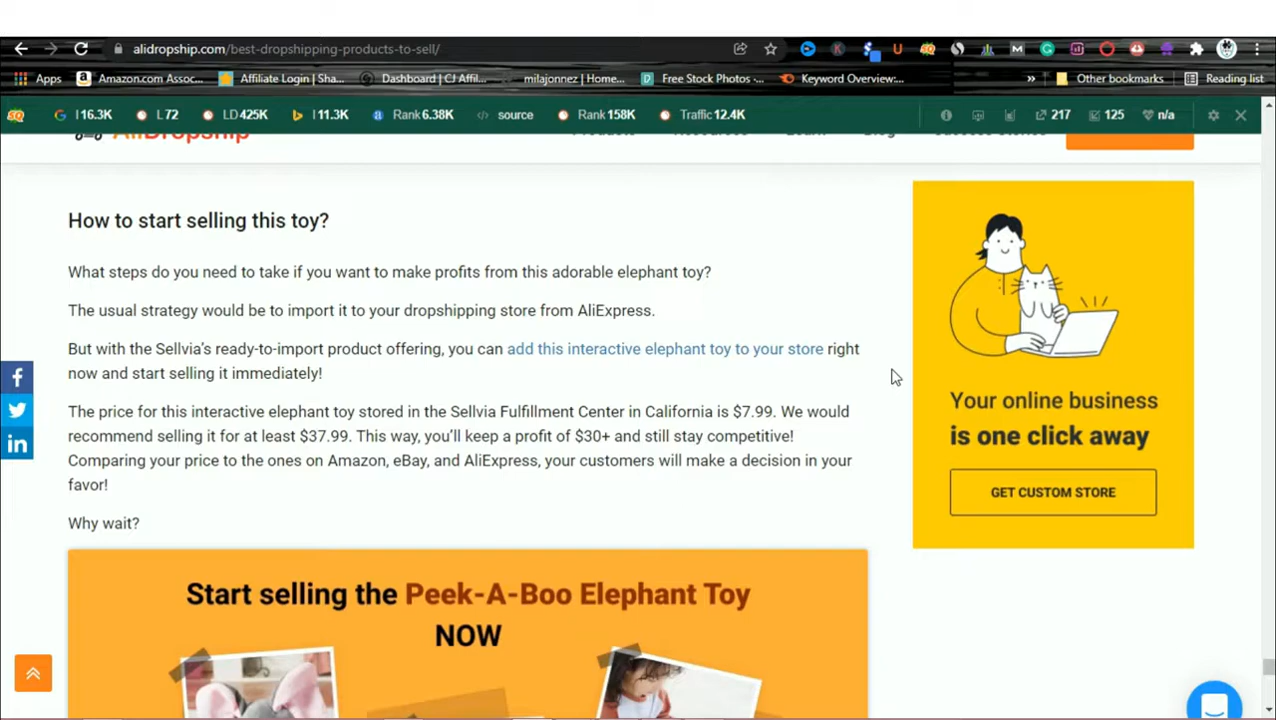 alidropship.com/best-dropshipping-products-to-sell/
Apps
Amazon.com Assoc...
Affiliate Login | Sha...
Dashboard | CJ Affil...
milajonnez | Home...
Free Stock Photos -...
Keyword Overview:...
»
Other bookmarks
Reading list
SQ
I 16.3K
L 72
LD 425K
I 11.3K
Rank 6.38K
source
Rank 158K
Traffic 12.4K
217
125
n/a
AliDropship
Products
Resources
Learn
Blog
Success Stories
How to start selling this toy?
What steps do you need to take if you want to make profits from this adorable elephant toy?
The usual strategy would be to import it to your dropshipping store from AliExpress.
But with the Sellvia’s ready-to-import product offering, you can add this interactive elephant toy to your store right
now and start selling it immediately!
The price for this interactive elephant toy stored in the Sellvia Fulfillment Center in California is $7.99. We would
recommend selling it for at least $37.99. This way, you’ll keep a profit of $30+ and still stay competitive!
Comparing your price to the ones on Amazon, eBay, and AliExpress, your customers will make a decision in your
favor!
Why wait?
Start selling the Peek-A-Boo Elephant Toy
NOW
Your online business
is one click away
GET CUSTOM STORE